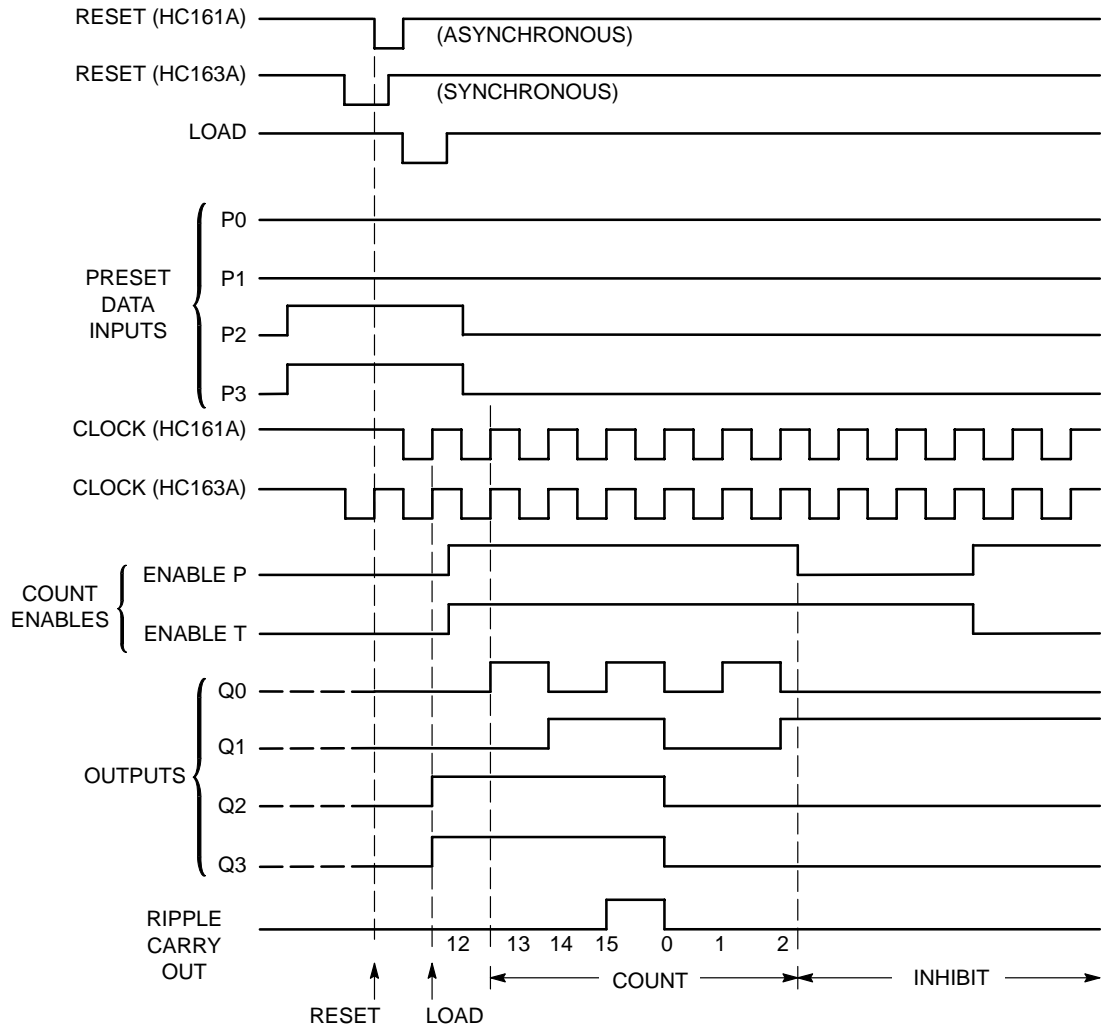 RESET (HC161A)
(ASYNCHRONOUS)
RESET (HC163A)
(SYNCHRONOUS)
LOAD
PRESET
DATA
INPUTS
P0
P1
P2
P3
CLOCK (HC161A)
CLOCK (HC163A)
COUNT
ENABLES
ENABLE P
ENABLE T
OUTPUTS
Q0
Q1
Q2
Q3
RIPPLE
CARRY
OUT
12 13 14 15 0 1 2
COUNT INHIBIT
RESET LOAD